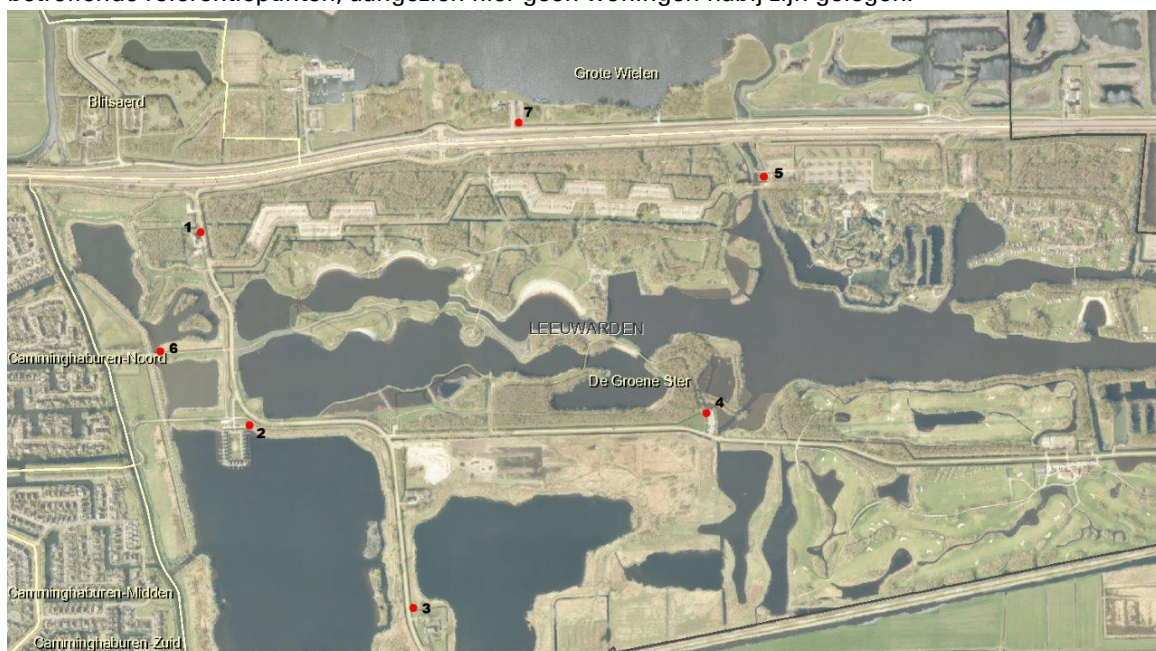 betreffende referentiepunten, aangezien hier geen woningen nabij zijn gelegen.
Grote Wielen
Blitsaerd
7
5
1
LEEUWARDEN
6
Camminghaburen-Noord
De Groene Ster
4
2
Camminghaburen-Midden
3
Camminghaburen-Zuid